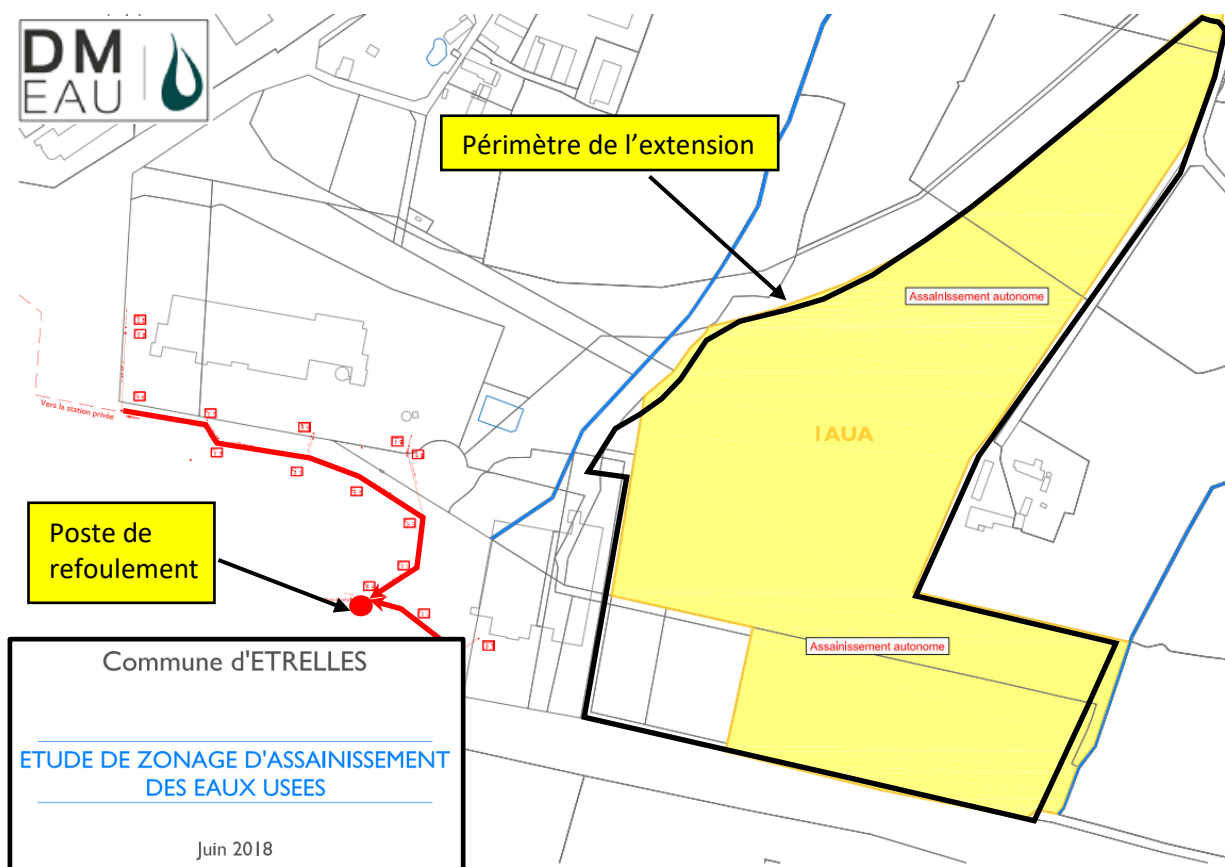 DM
EAU
Périmètre de l'extension
Assainissement autonome
1AUA
Vers la station privée
Poste de
refoulement
Assainissement autonome
Commune d'ETRELLES
ETUDE DE ZONAGE D'ASSAINISSEMENT
DES EAUX USEES
Juin 2018